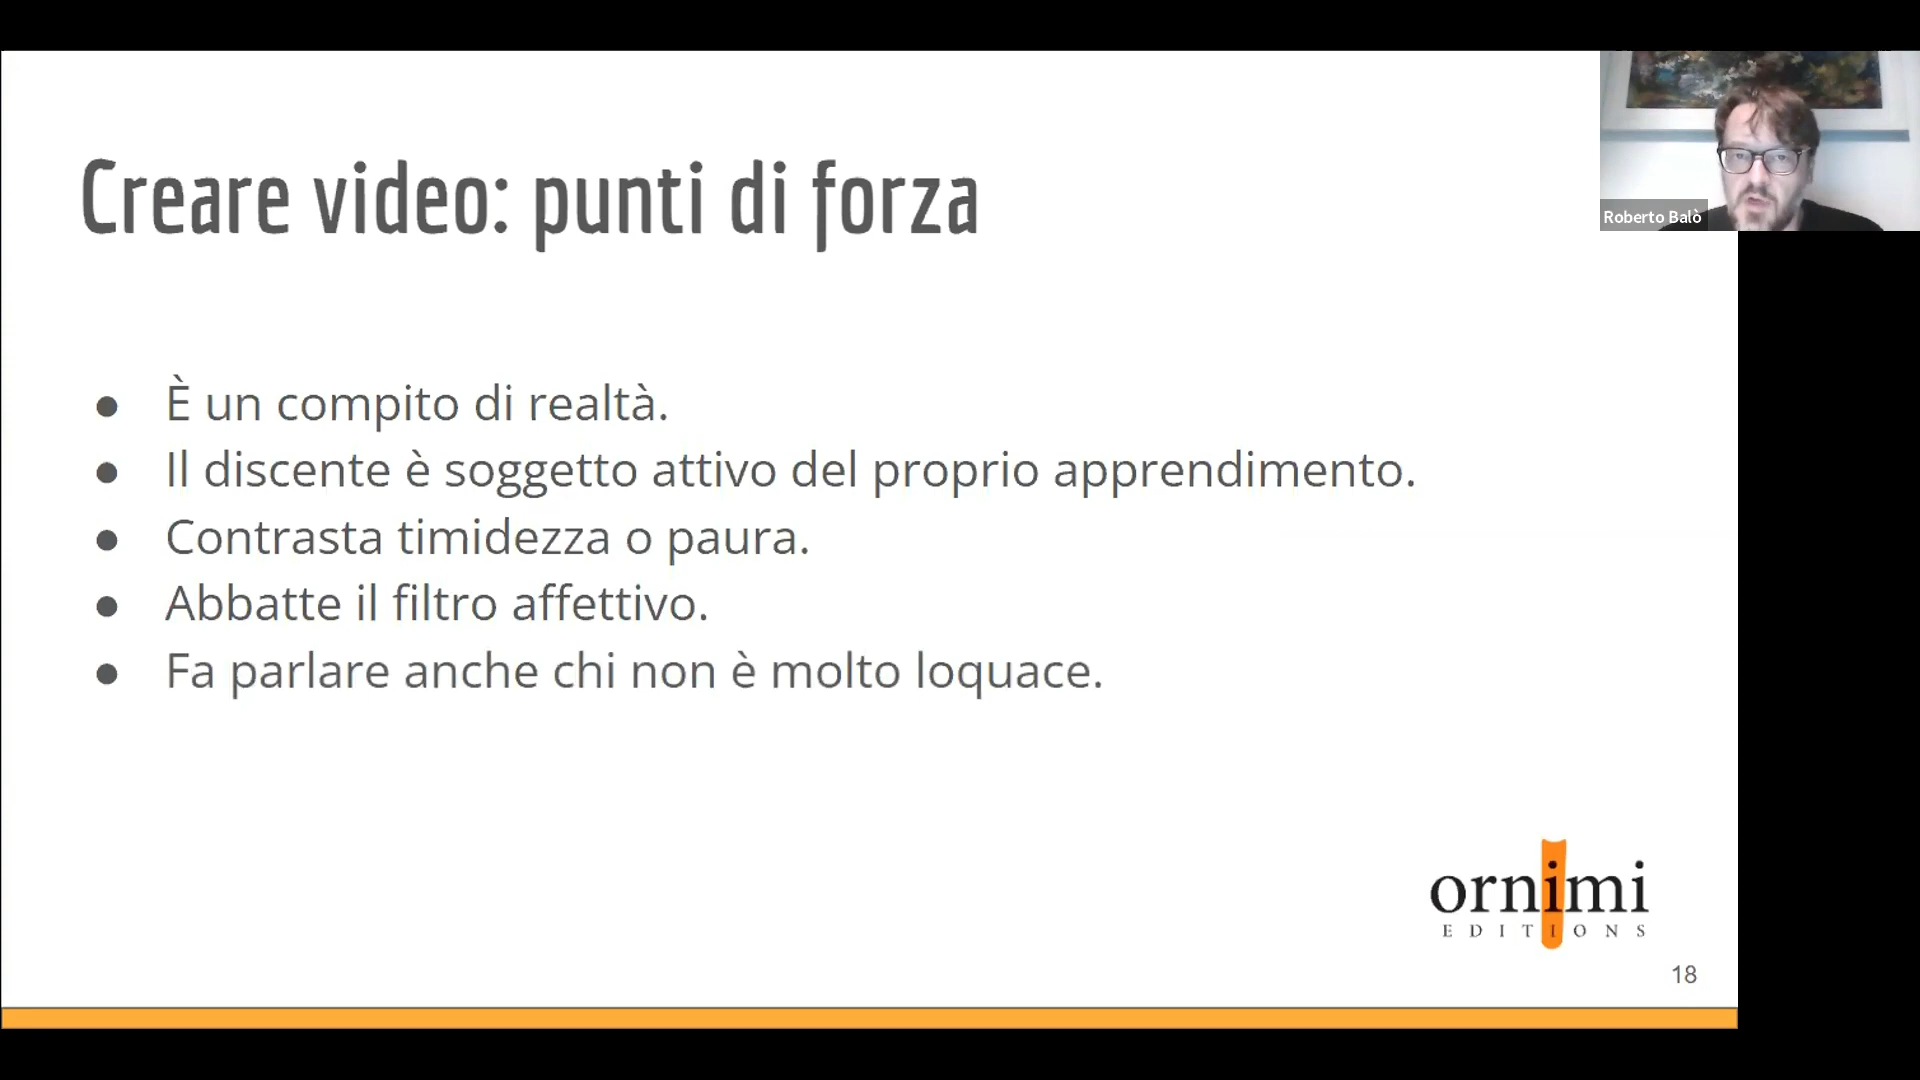 Creare video: punti di forza
Roberto Balò
● È un compito di realtà.
● Il discente è soggetto attivo del proprio apprendimento.
● Contrasta timidezza o paura.
● Abbatte il filtro affettivo.
● Fa parlare anche chi non è molto loquace.
ornimi
EDITIONS
18